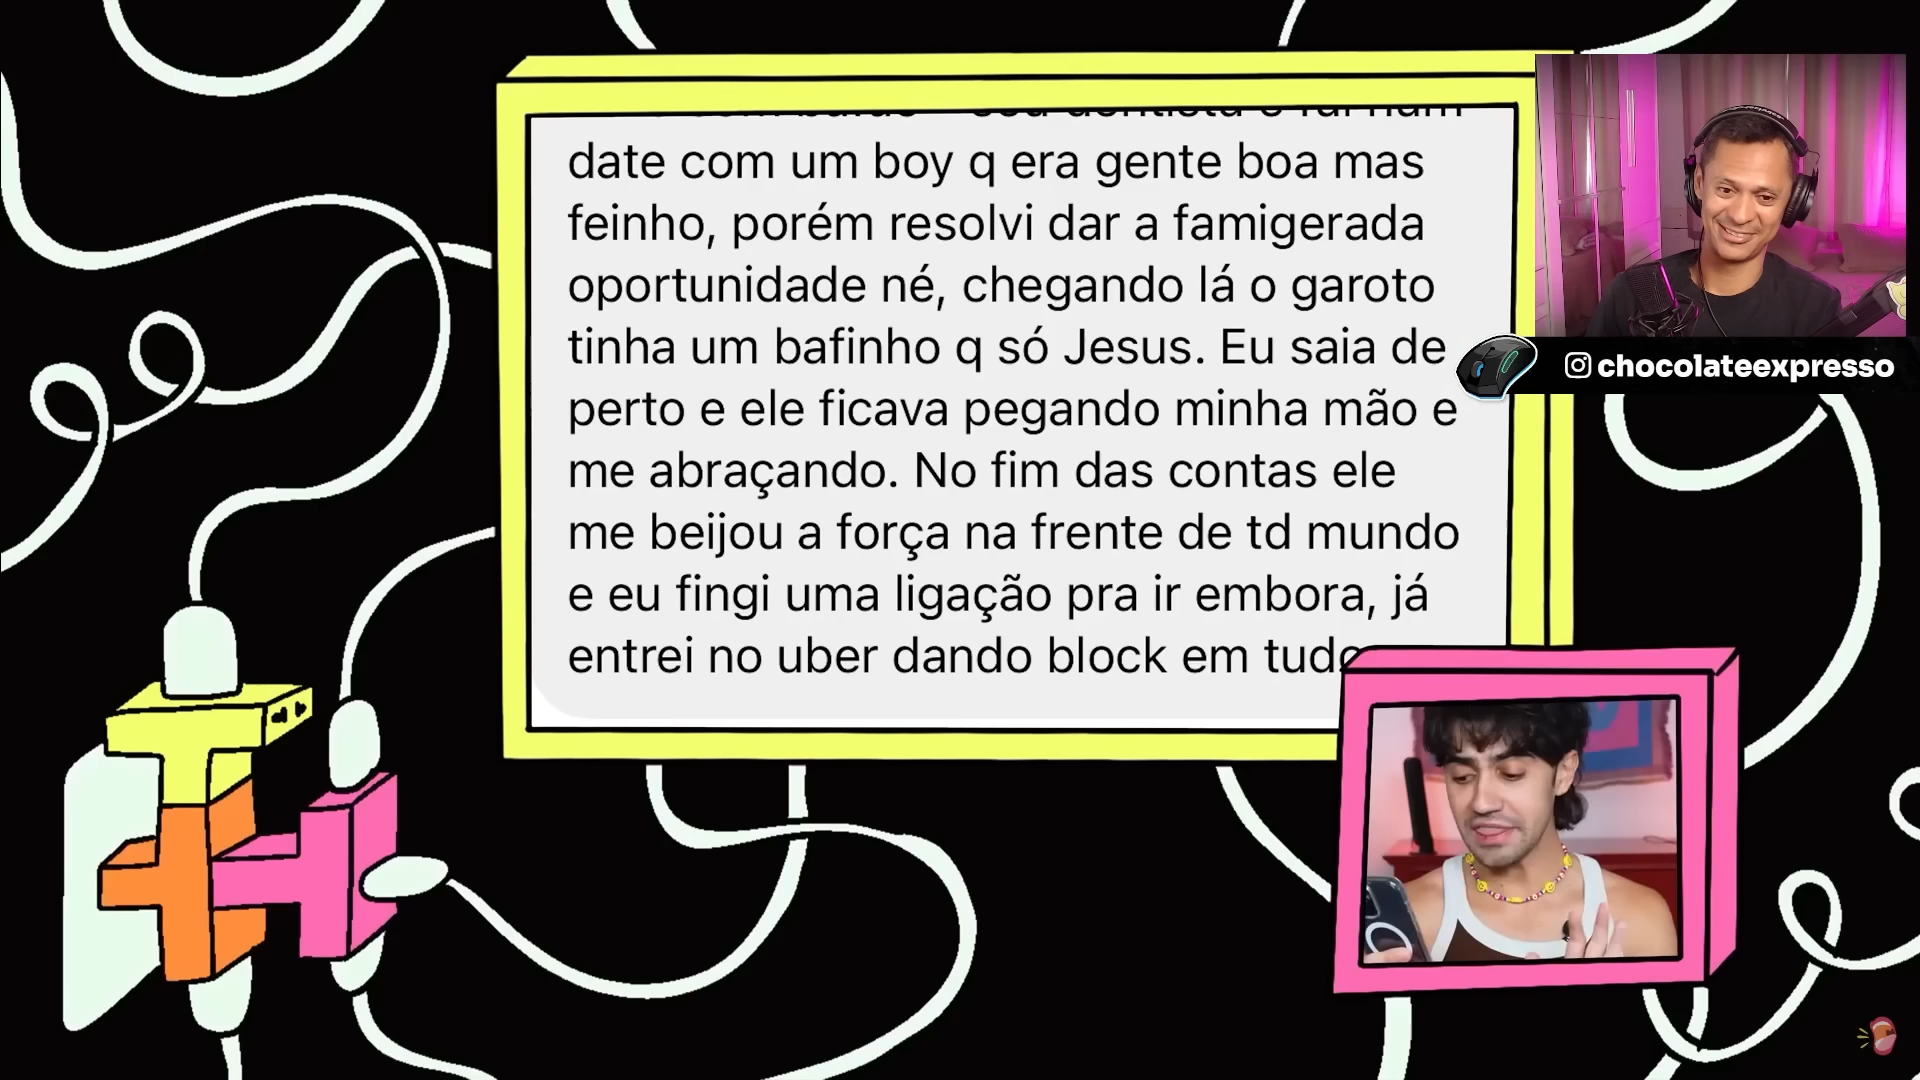 date com um boy q era gente boa mas
feinho, porém resolvi dar a famigerada
oportunidade né, chegando lá o garoto
tinha um bafinho q só Jesus. Eu saia de
perto e ele ficava pegando minha mão e
me abraçando. No fim das contas ele
me beijou a força na frente de td mundo
e eu fingi uma ligação pra ir embora, já
entrei no uber dando block em tudo
chocolateexpresso